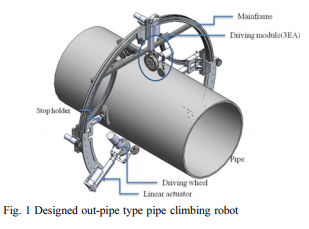 Mainframe
Driving module(3EA)
Stop holder
Pipe
Driving wheel
Linear actuator
Fig. 1 Designed out-pipe type pipe climbing robot